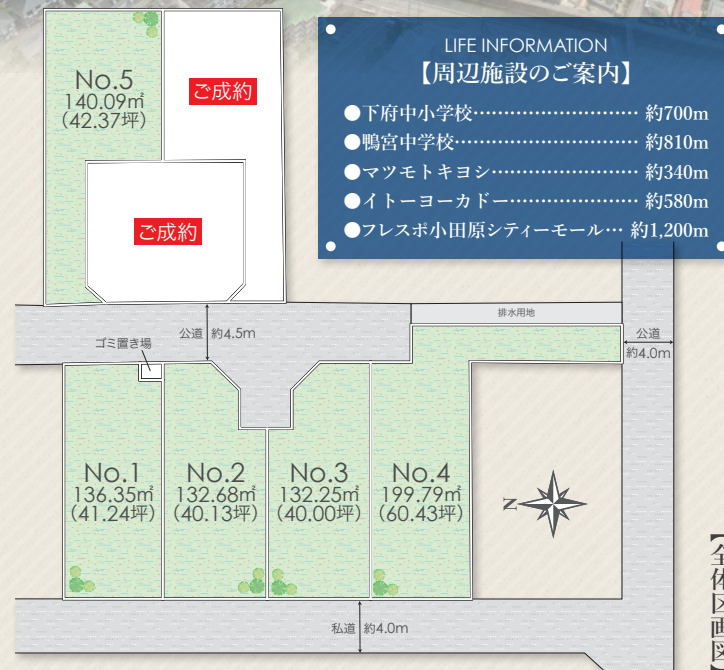 LIFE INFORMATION
【周辺施設のご案内】
●下府中小学校…………………… 約700m
●鴨宮中学校……………………… 約810m
●マツモトキヨシ………………… 約340m
●イトーヨーカドー……………… 約580m
●フレスポ小田原シティーモール… 約1,200m
No.5
140.09㎡
(42.37坪)
ご成約
ご成約
公道 約4.5m
ゴミ置き場
排水用地
公道
約4.0m
No.1
136.35㎡
(41.24坪)
No.2
132.68㎡
(40.13坪)
No.3
132.25㎡
(40.00坪)
No.4
199.79㎡
(60.43坪)
N
私道 約4.0m
【全体区画図